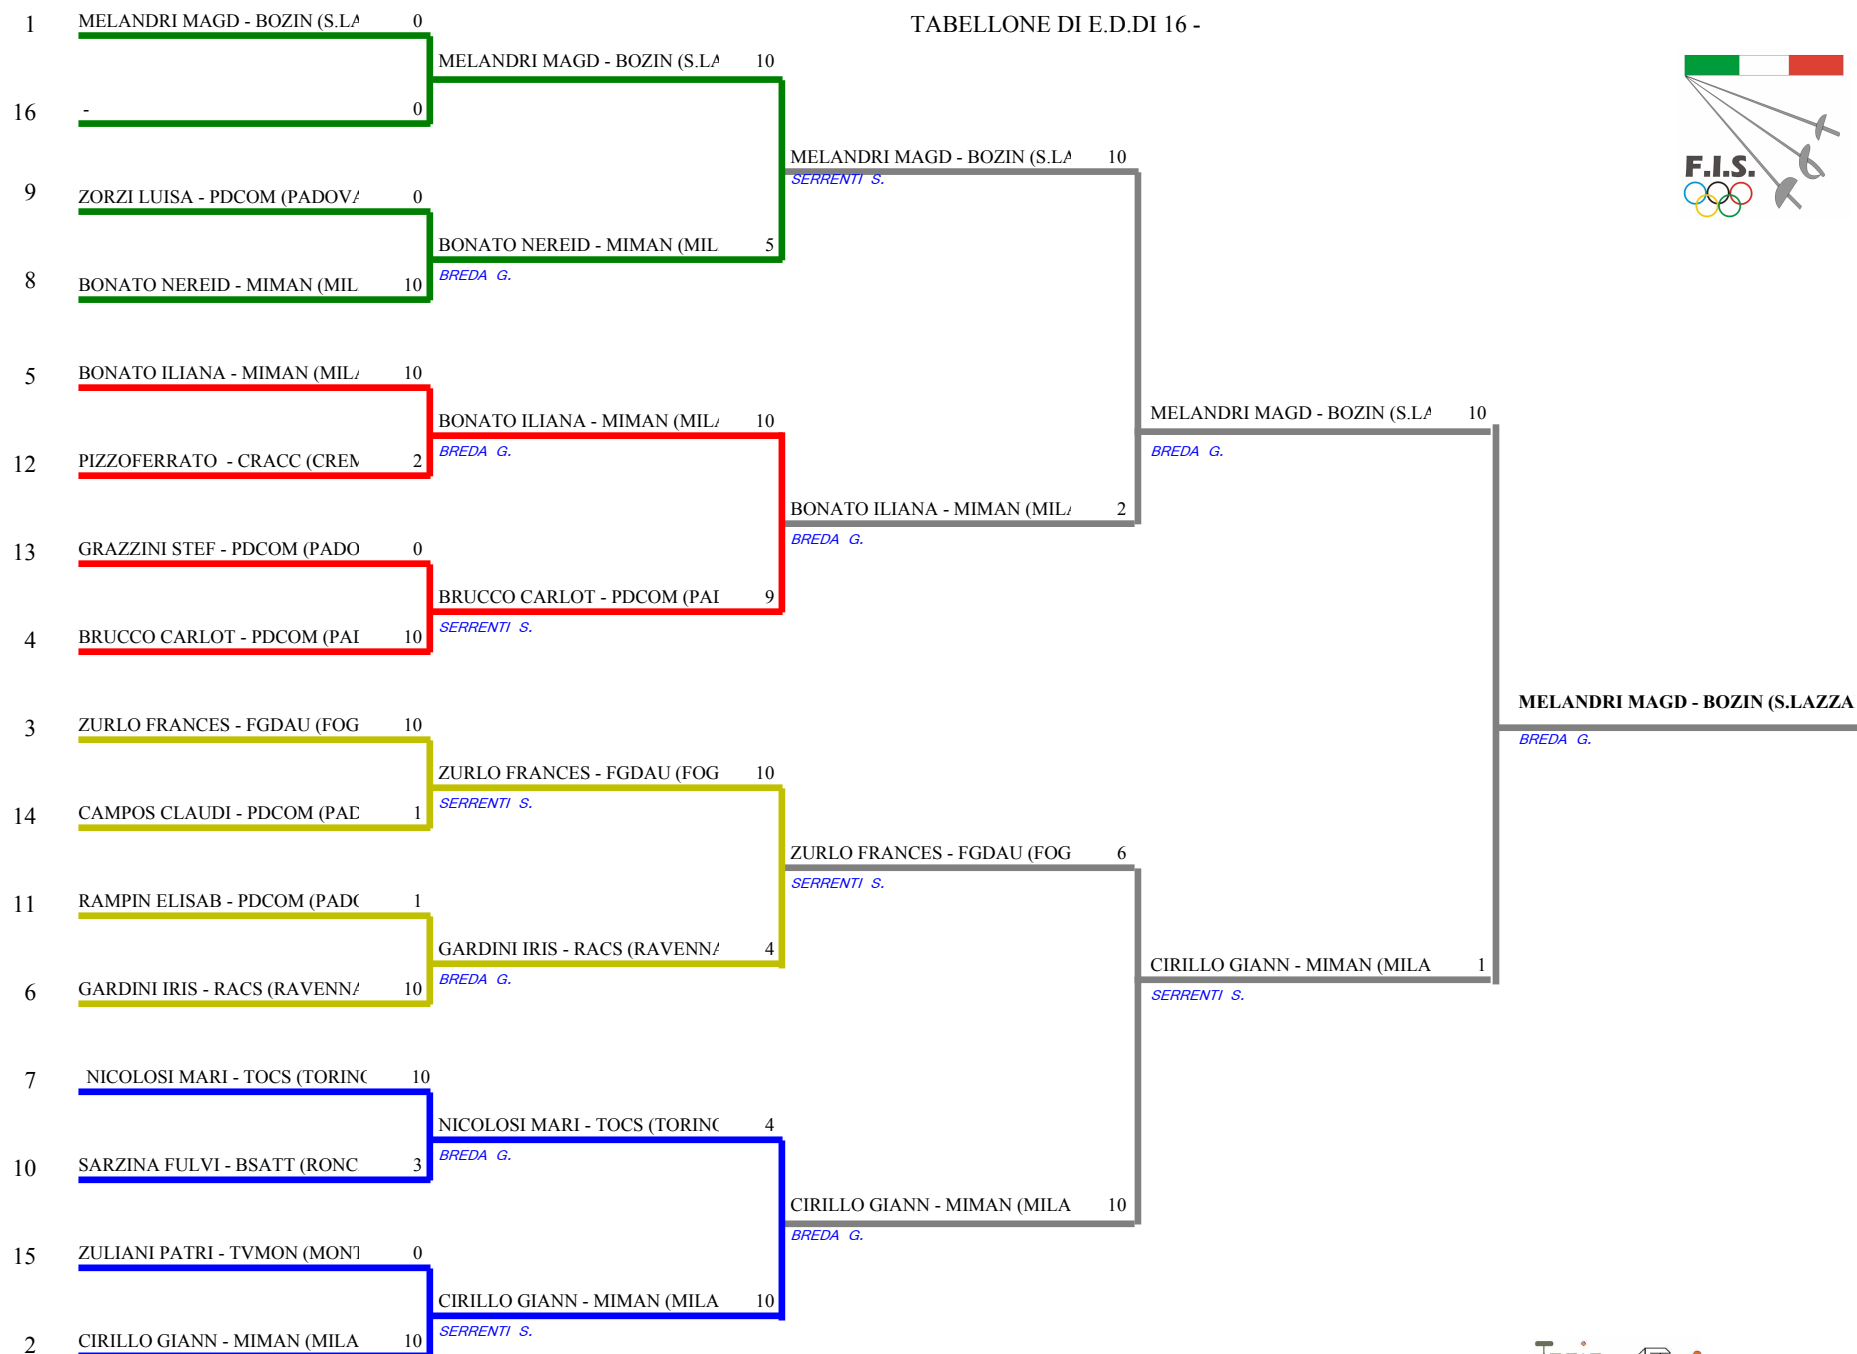 TABELLONE DI E.D.DI 16 -
F.I.S.
1 MELANDRI MAGD - BOZIN (S.LA 0
16 - 0
9 ZORZI LUISA - PDCOM (PADOVA 0
8 BONATO NEREID - MIMAN (MIL 10
5 BONATO ILIANA - MIMAN (MILA 10
12 PIZZOFERRATO - CRACC (CREM 2
13 GRAZZINI STEF - PDCOM (PADO 0
4 BRUCCO CARLOT - PDCOM (PAD 10
3 ZURLO FRANCES - FGDAU (FOG 10
14 CAMPOS CLAUDI - PDCOM (PAD 1
11 RAMPIN ELISAB - PDCOM (PADO 1
6 GARDINI IRIS - RACS (RAVENNA 10
7 NICOLOSI MARI - TOCS (TORINO 10
10 SARZINA FULVI - BSATT (RONC 3
15 ZULIANI PATRI - TVMON (MONT 0
2 CIRILLO GIANN - MIMAN (MILA 10
MELANDRI MAGD - BOZIN (S.LA 10
BONATO NEREID - MIMAN (MIL 5
BREDA G.
BONATO ILIANA - MIMAN (MILA 10
BREDA G.
BRUCCO CARLOT - PDCOM (PAD 9
SERRENTI S.
ZURLO FRANCES - FGDAU (FOG 10
SERRENTI S.
GARDINI IRIS - RACS (RAVENNA 4
BREDA G.
NICOLOSI MARI - TOCS (TORINO 4
BREDA G.
CIRILLO GIANN - MIMAN (MILA 10
SERRENTI S.
MELANDRI MAGD - BOZIN (S.LA 10
SERRENTI S.
BONATO ILIANA - MIMAN (MILA 2
BREDA G.
ZURLO FRANCES - FGDAU (FOG 6
SERRENTI S.
CIRILLO GIANN - MIMAN (MILA 10
BREDA G.
MELANDRI MAGD - BOZIN (S.LA 10
BREDA G.
CIRILLO GIANN - MIMAN (MILA 1
SERRENTI S.
MELANDRI MAGD - BOZIN (S.LAZZA
BREDA G.